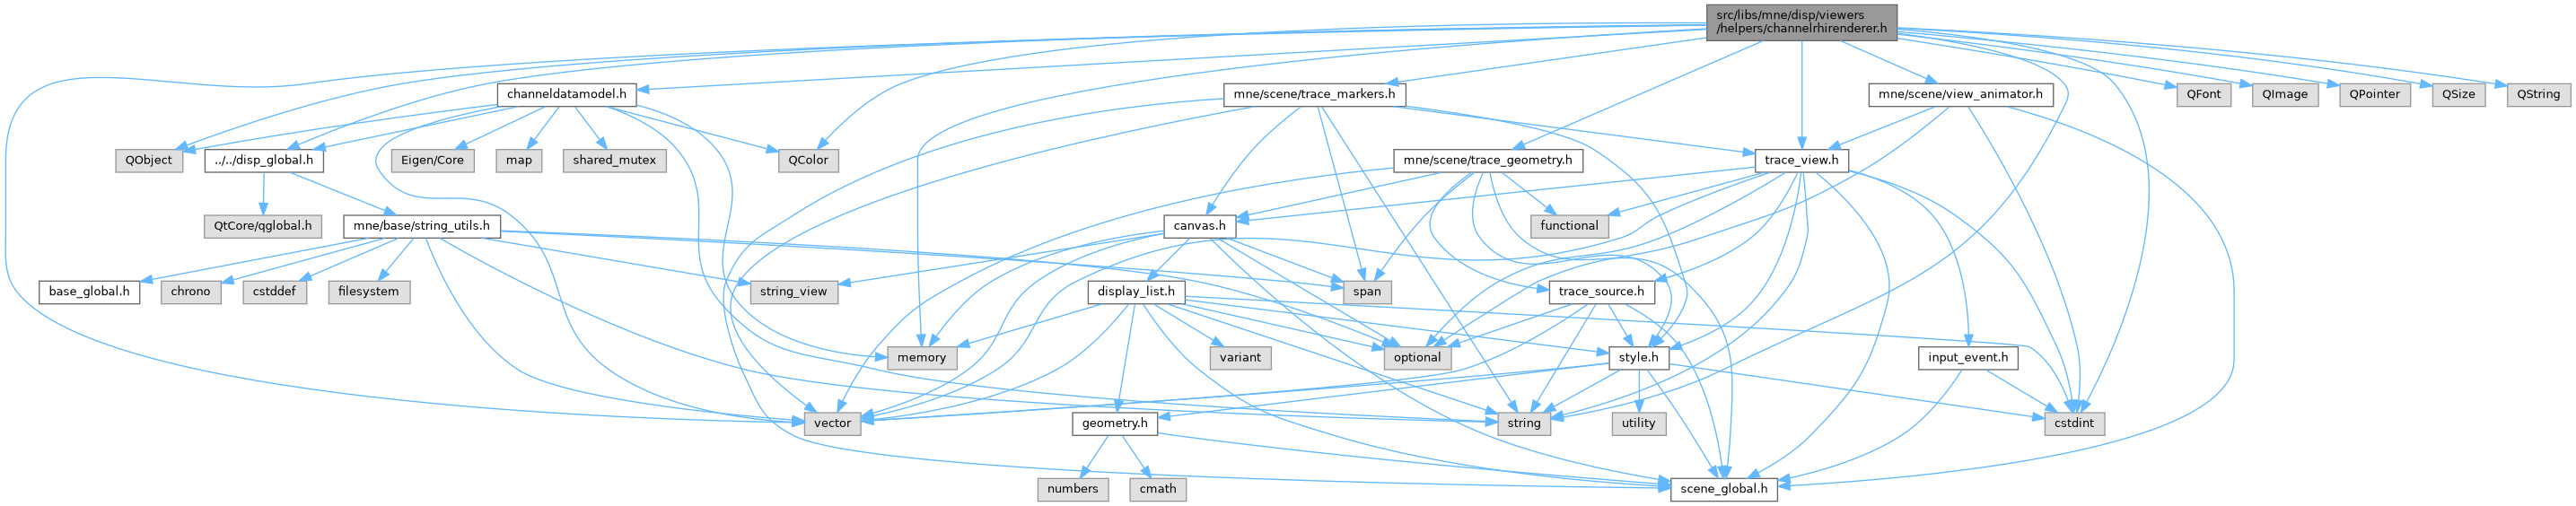 src/libs/mne/disp/viewers
/helpers/channelrhirenderer.h
channeldatamodel.h
mne/scene/trace_markers.h
mne/scene/view_animator.h
QFont
QImage
QPointer
QSize
QString
QObject
../../disp_global.h
Eigen/Core
map
shared_mutex
QColor
mne/scene/trace_geometry.h
trace_view.h
QtCore/qglobal.h
mne/base/string_utils.h
canvas.h
functional
base_global.h
chrono
cstddef
filesystem
string_view
display_list.h
span
trace_source.h
memory
variant
optional
style.h
input_event.h
vector
geometry.h
string
utility
cstdint
numbers
cmath
scene_global.h